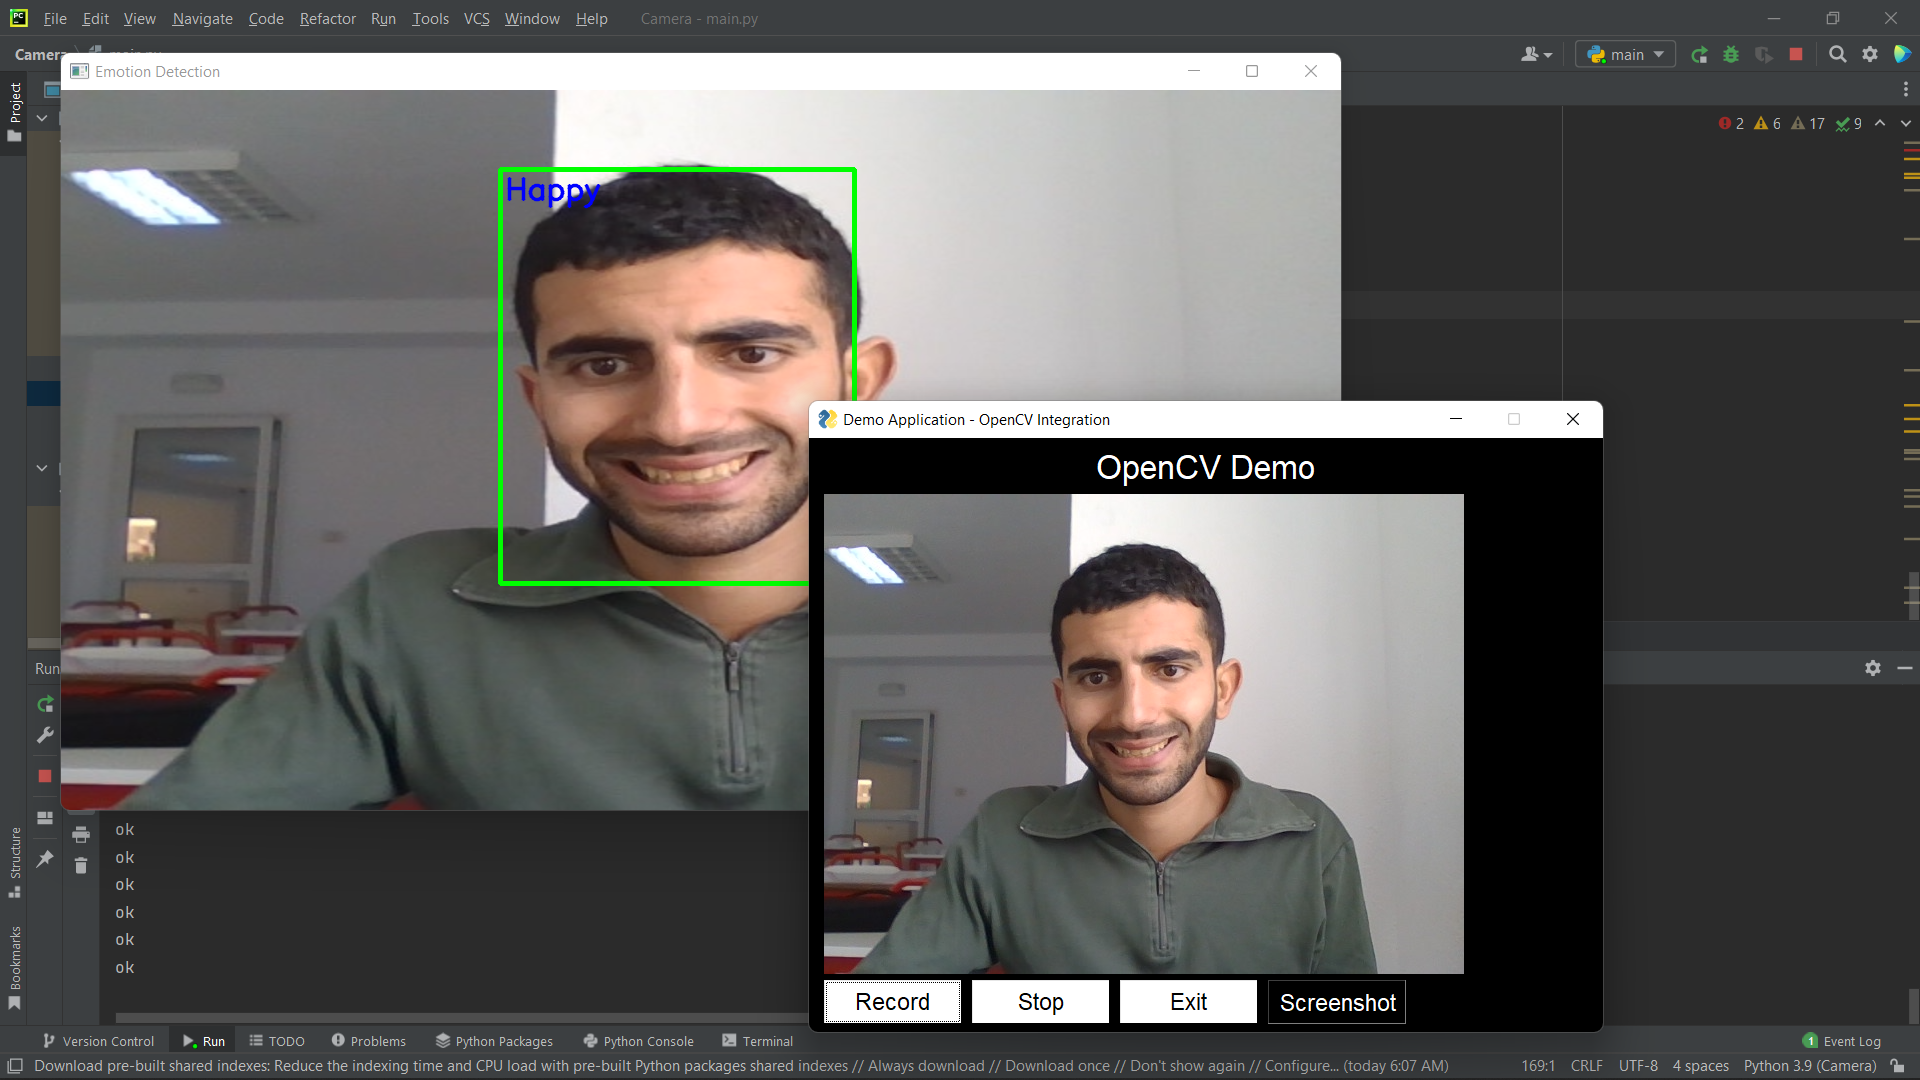 File Edit View Navigate Code Refactor Run Tools VCS Window Help Camera - main.py
Camera
main
Emotion Detection
Project
2 6 17 9
Happy
Demo Application - OpenCV Integration
OpenCV Demo
Run
ok
ok
ok
ok
ok
ok
Structure
Bookmarks
Record Stop Exit Screenshot
Version Control Run TODO Problems Python Packages Python Console Terminal 1 Event Log
Download pre-built shared indexes: Reduce the indexing time and CPU load with pre-built Python packages shared indexes // Always download // Download once // Don't show again // Configure... (today 6:07 AM) 169:1 CRLF UTF-8 4 spaces Python 3.9 (Camera)